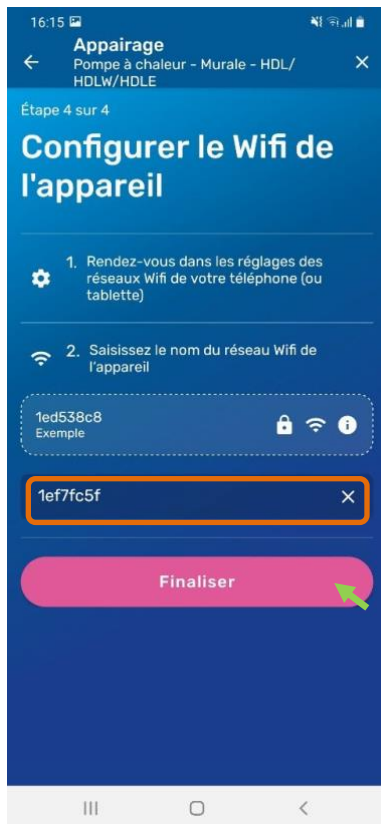 16:15
Appairage
Pompe à chaleur - Murale - HDL/
HDLW/HDLE
Étape 4 sur 4
Configurer le Wifi de
l'appareil
1. Rendez-vous dans les réglages des
réseaux Wifi de votre téléphone (ou
tablette)
2. Saisissez le nom du réseau Wifi de
l'appareil
1ed538c8
Exemple
1ef7fc5f
Finaliser